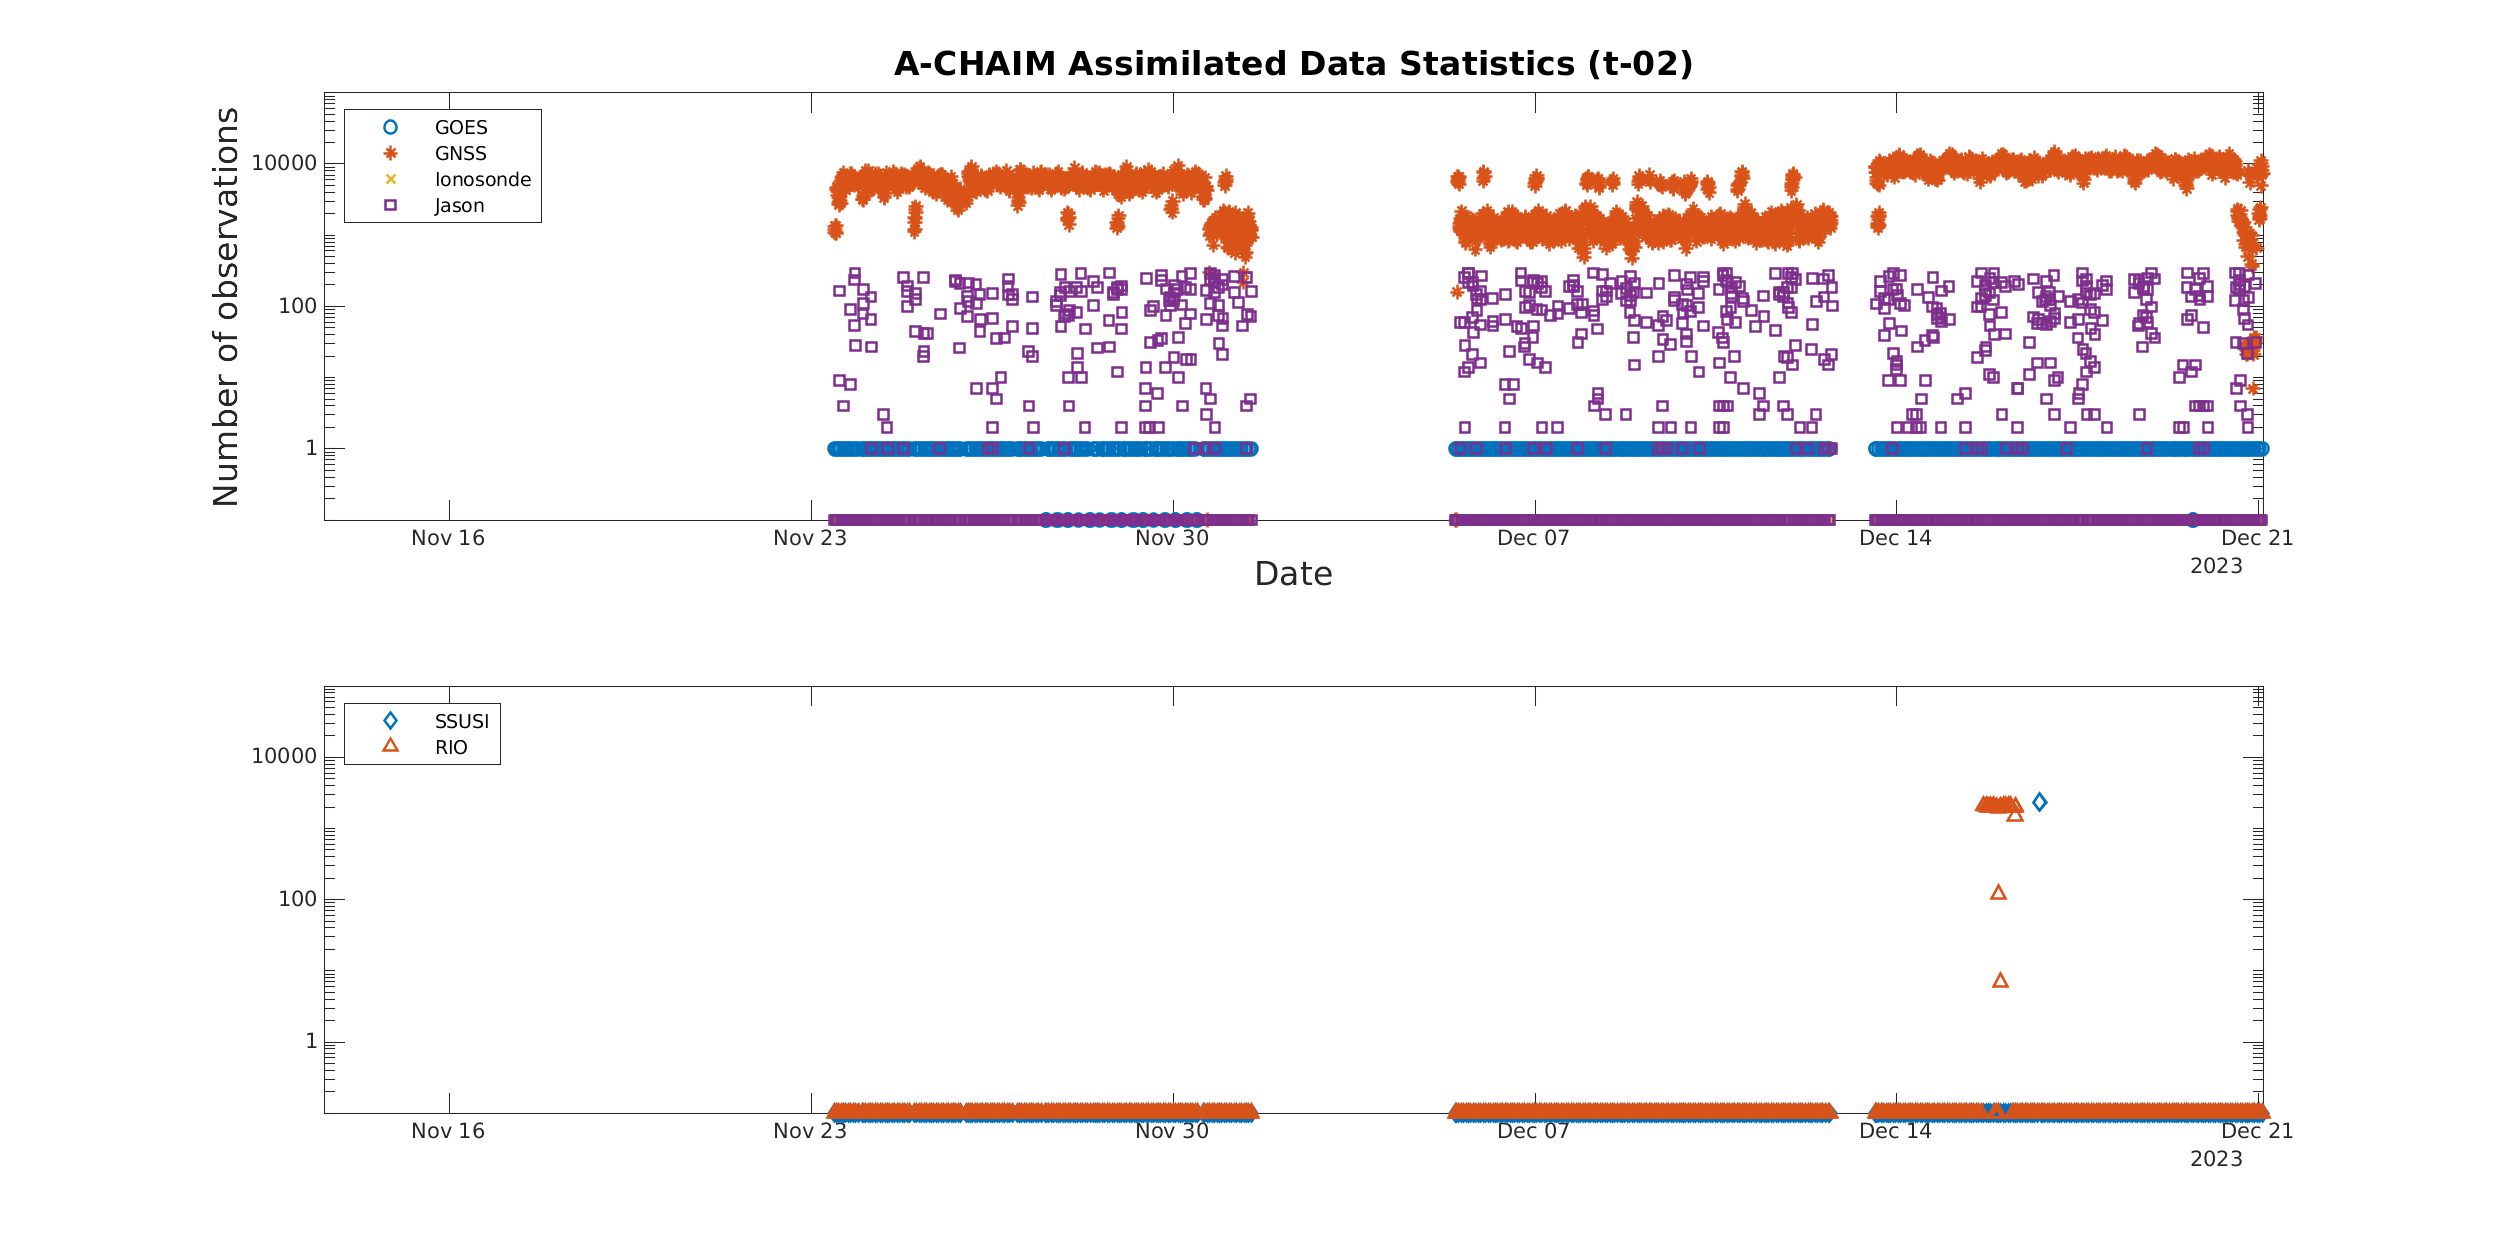 A-CHAIM Assimilated Data Statistics (t-02)
Number of observations
10000
100
1
GOES
GNSS
Ionosonde
Jason
Nov 16
Nov 23
Nov 30
Dec 07
Dec 14
Dec 21
2023
Date
10000
100
1
SSUSI
RIO
Nov 16
Nov 23
Nov 30
Dec 07
Dec 14
Dec 21
2023